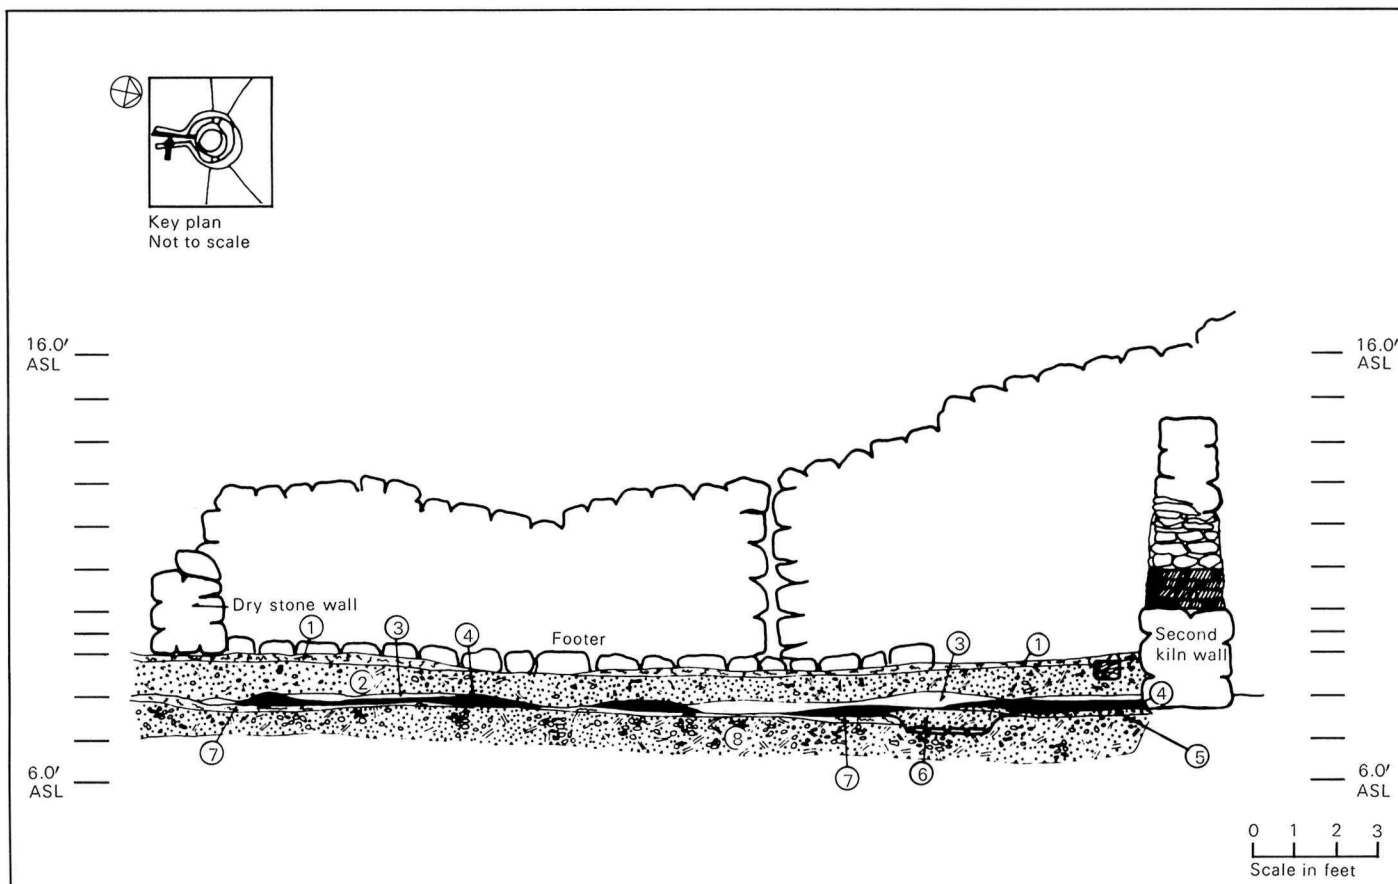 Key plan
Not to scale
16.0′
ASL
16.0′
ASL
Dry stone wall
1
3
4
Footer
3
1
Second
kiln wall
2
4
8
7
7
6
5
6.0′
ASL
6.0′
ASL
0 1 2 3
Scale in feet